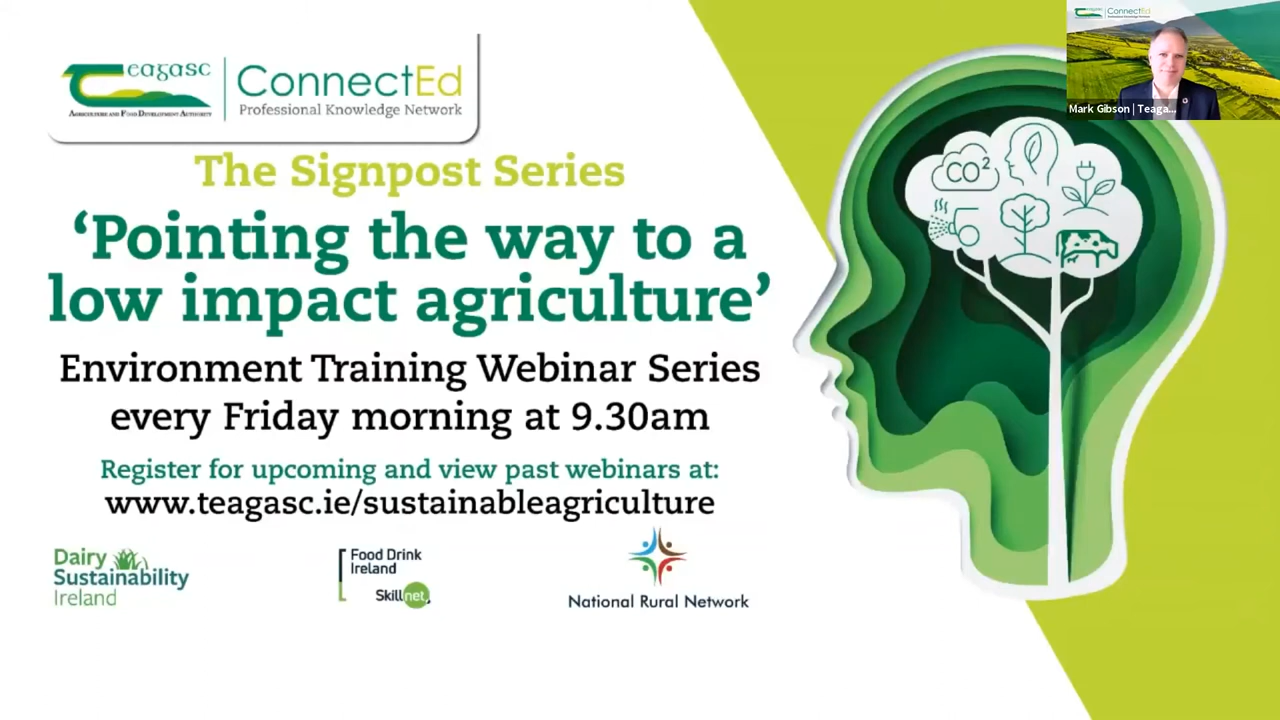 Teagasc
AGRICULTURE AND FOOD DEVELOPMENT AUTHORITY
ConnectEd
Professional Knowledge Network
The Signpost Series
‘Pointing the way to a
low impact agriculture’
Environment Training Webinar Series
every Friday morning at 9.30am
Register for upcoming and view past webinars at:
www.teagasc.ie/sustainableagriculture
Dairy
Sustainability
Ireland
Food Drink
Ireland
Skillnet
National Rural Network
CO²
Teagasc
ConnectEd
Mark Gibson | Teaga...